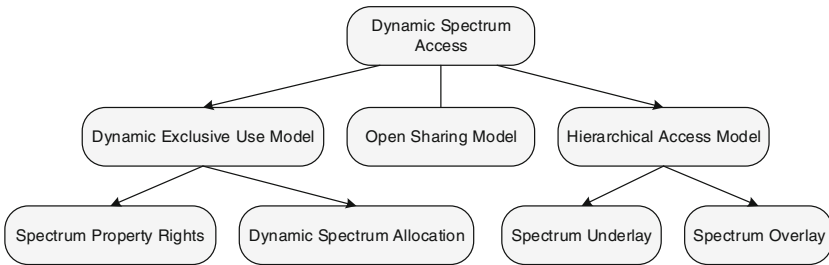 Dynamic Spectrum
Access
Dynamic Exclusive Use Model
Open Sharing Model
Hierarchical Access Model
Spectrum Property Rights
Dynamic Spectrum Allocation
Spectrum Underlay
Spectrum Overlay